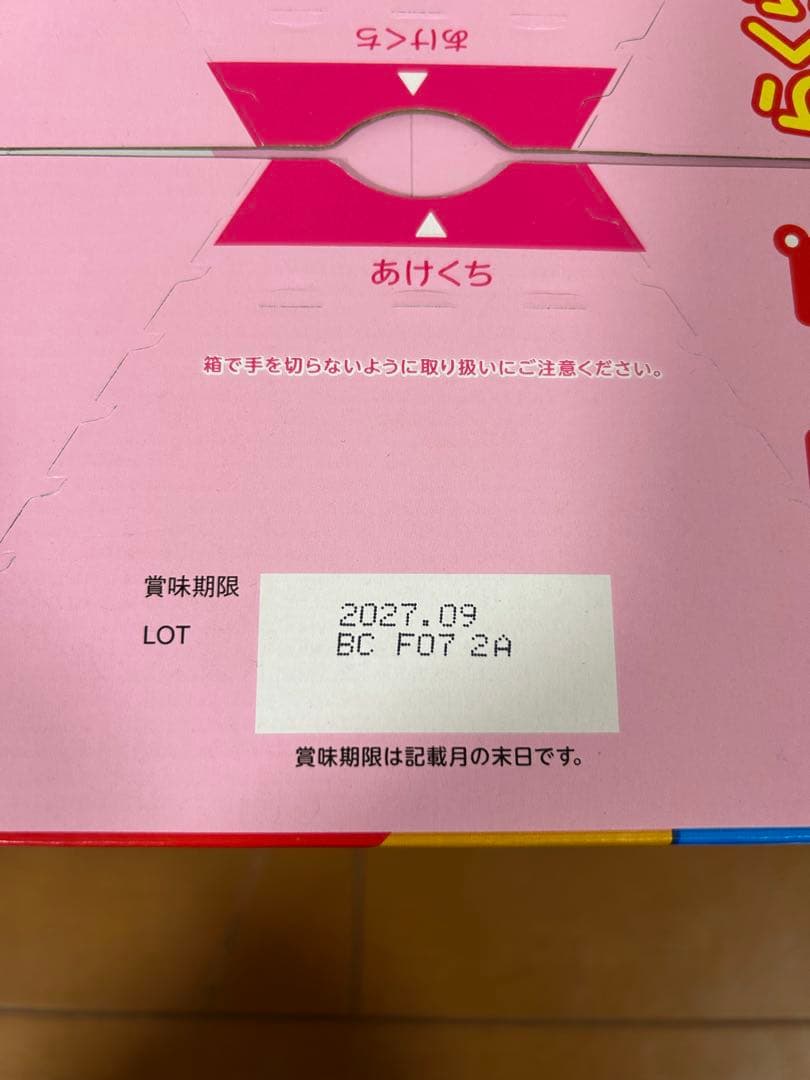 あけくち
らく
あけくち
箱で手を切らないように取り扱いにご注意ください。
賞味期限 2027.09
LOT BC F07 2A
賞味期限は記載月の末日です。